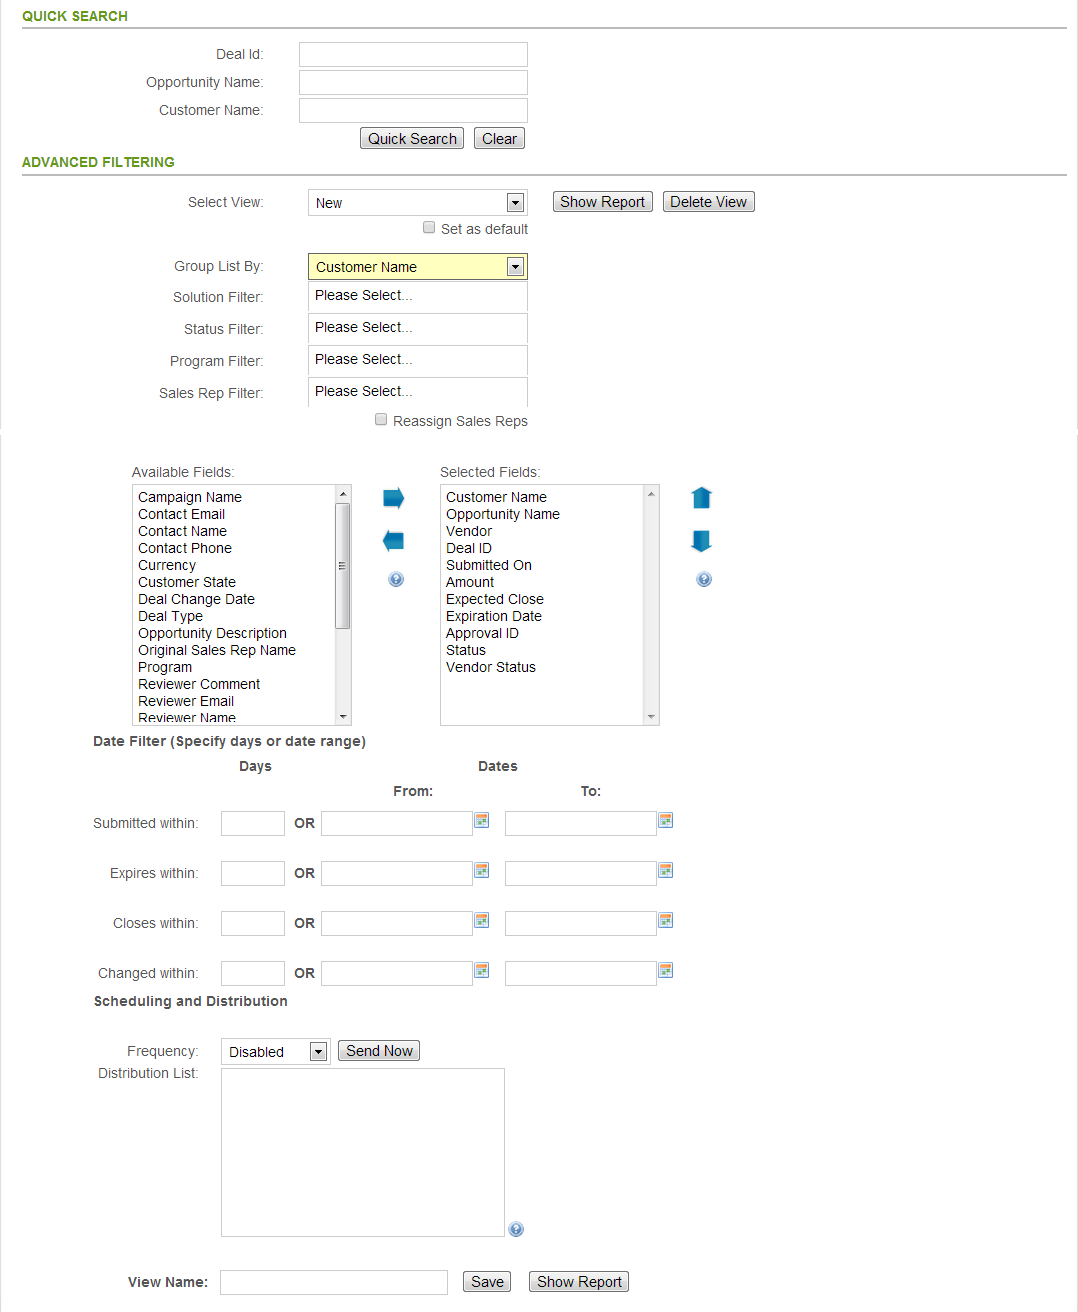 QUICK SEARCH
Deal Id:
Opportunity Name:
Customer Name:
Quick Search Clear
ADVANCED FILTERING
Select View: New Show Report Delete View
Set as default
Group List By: Customer Name
Solution Filter: Please Select...
Status Filter: Please Select...
Program Filter: Please Select...
Sales Rep Filter: Please Select...
Reassign Sales Reps
Available Fields:
Campaign Name
Contact Email
Contact Name
Contact Phone
Currency
Customer State
Deal Change Date
Deal Type
Opportunity Description
Original Sales Rep Name
Program
Reviewer Comment
Reviewer Email
Reviewer Name
Selected Fields:
Customer Name
Opportunity Name
Vendor
Deal ID
Submitted On
Amount
Expected Close
Expiration Date
Approval ID
Status
Vendor Status
Date Filter (Specify days or date range)
Days Dates
From: To:
Submitted within: OR
Expires within: OR
Closes within: OR
Changed within: OR
Scheduling and Distribution
Frequency: Disabled Send Now
Distribution List:
View Name: Save Show Report